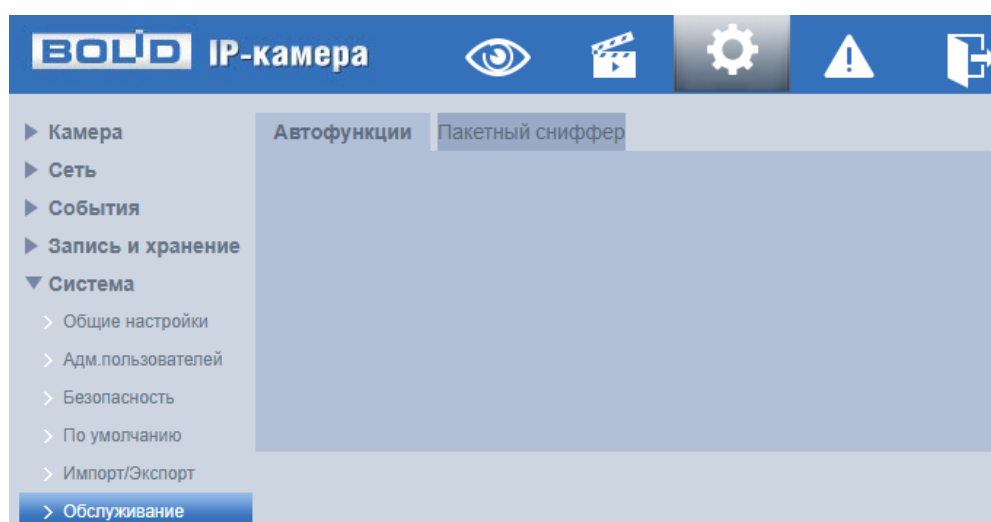 BOLID IP-камера
Автофункции Пакетный сниффер
Камера
Сеть
События
Запись и хранение
Система
Общие настройки
Адм.пользователей
Безопасность
По умолчанию
Импорт/Экспорт
Обслуживание